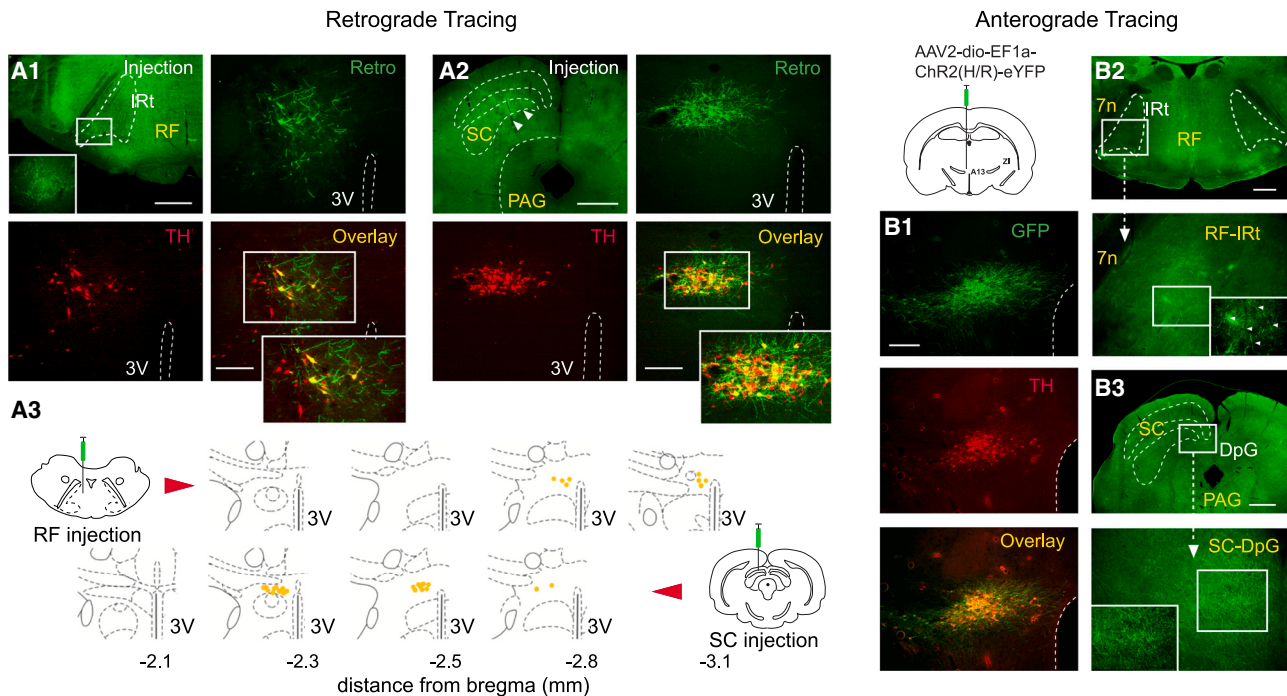 Retrograde Tracing
Anterograde Tracing
A1
Injection
IRt
RF
Retro
3V
TH
3V
Overlay
A2
Injection
SC
PAG
Retro
3V
TH
3V
Overlay
A3
RF injection
3V
3V
3V
3V
3V
3V
3V
3V
SC injection
-2.1
-2.3
-2.5
-2.8
-3.1
distance from bregma (mm)
AAV2-dio-EF1a-
ChR2(H/R)-eYFP
A13
ZI
B1
GFP
TH
Overlay
B2
7n
IRt
RF
7n
RF-IRt
B3
SC
DpG
PAG
SC-DpG